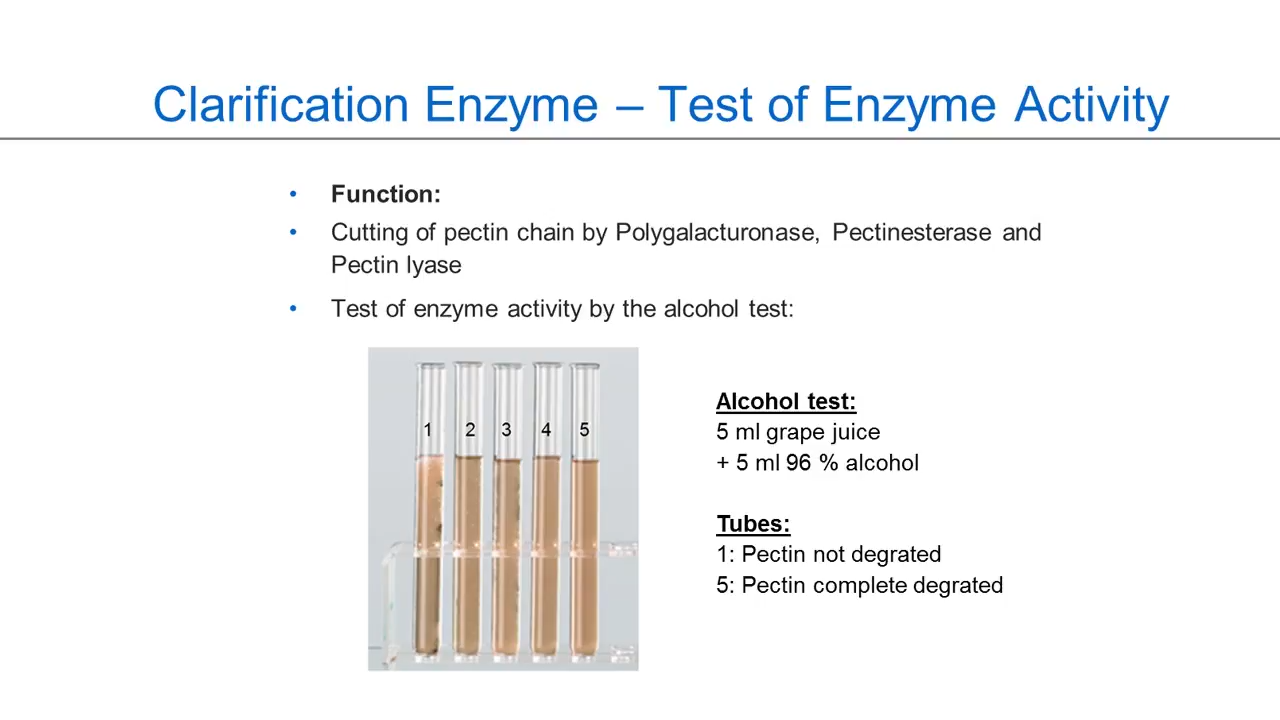 Clarification Enzyme – Test of Enzyme Activity
• Function:
• Cutting of pectin chain by Polygalacturonase, Pectinesterase and
Pectin lyase
• Test of enzyme activity by the alcohol test:
1 2 3 4 5
Alcohol test:
5 ml grape juice
+ 5 ml 96 % alcohol
Tubes:
1: Pectin not degrated
5: Pectin complete degrated